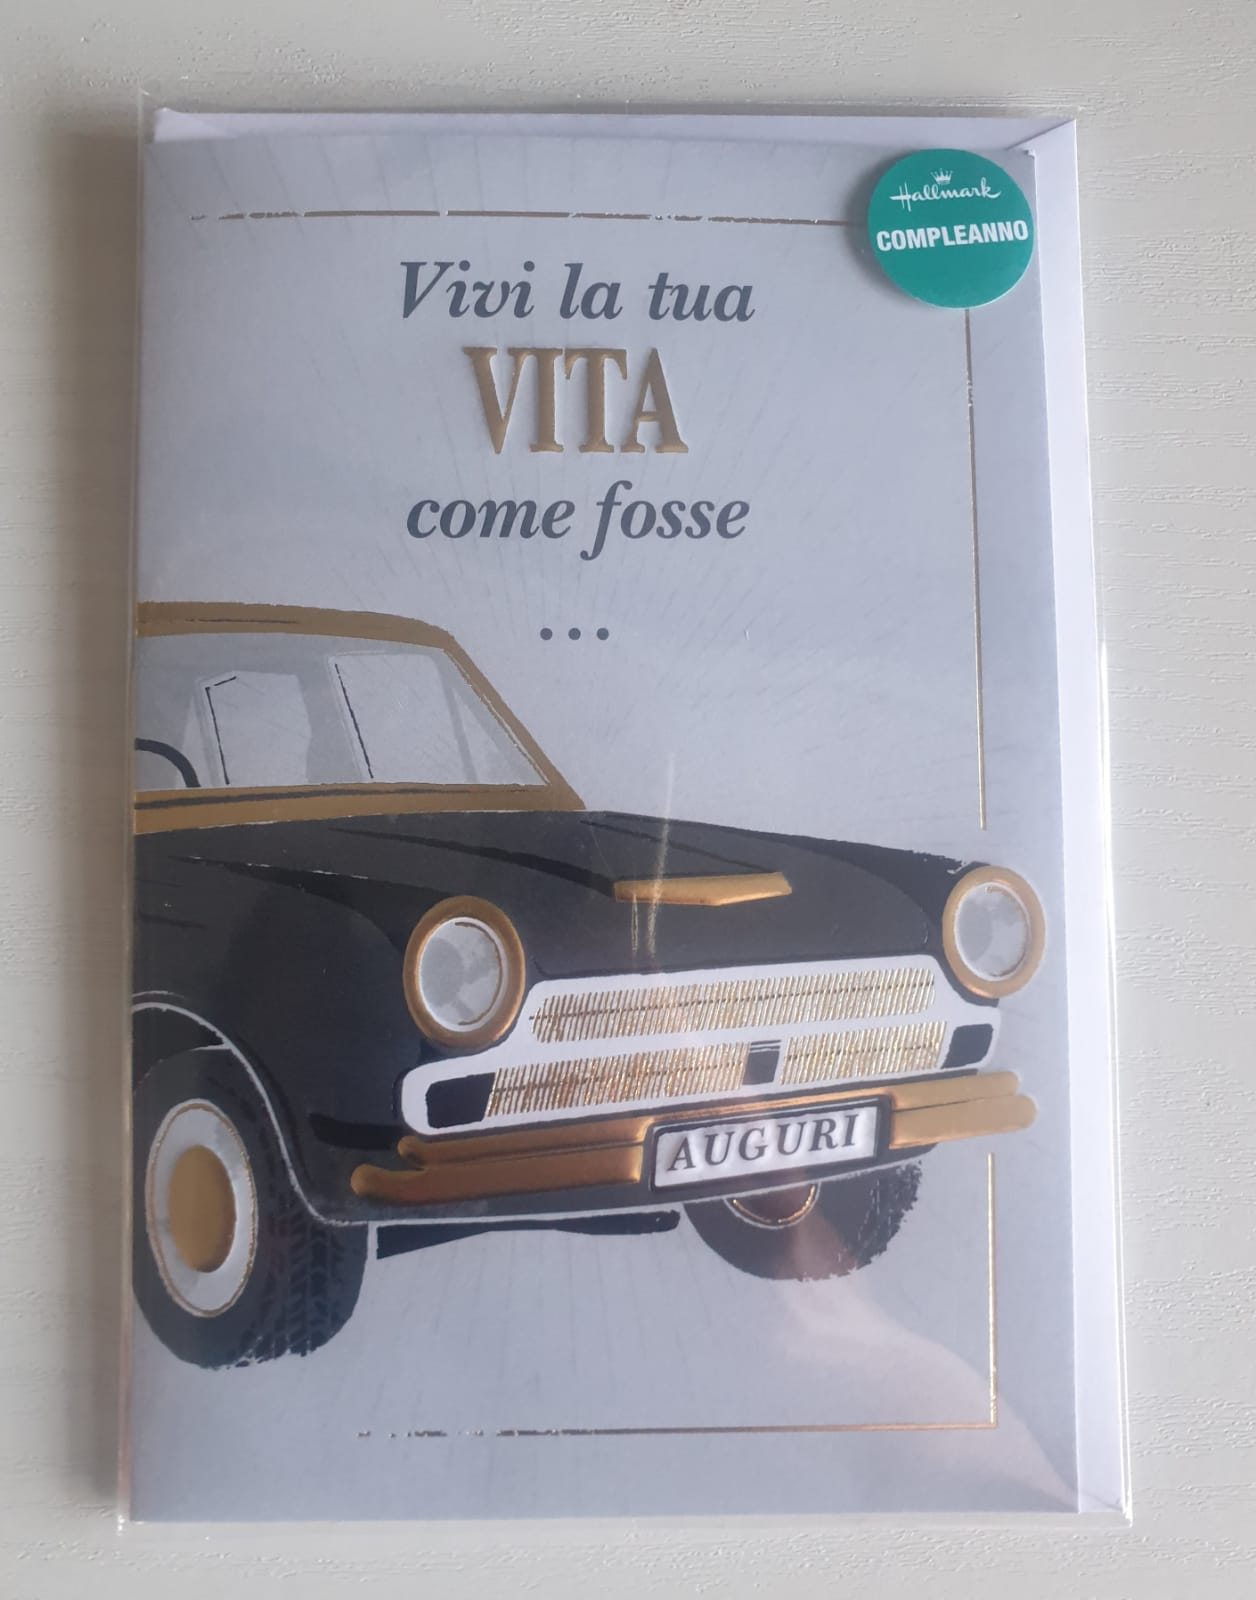 Hallmark
COMPLEANNO
Vivi la tua
VITA
come fosse
...
AUGURI